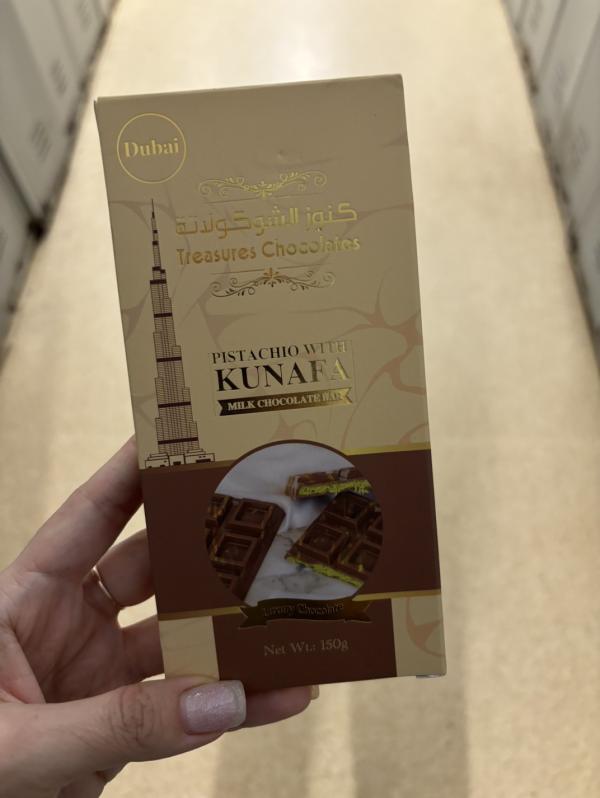 Dubai
كنوز الشوكولاتة
Treasures Chocolates
PISTACHIO WITH
KUNAFA
MILK CHOCOLATE BAR
Luxury Chocolate
Net Wt.: 150g